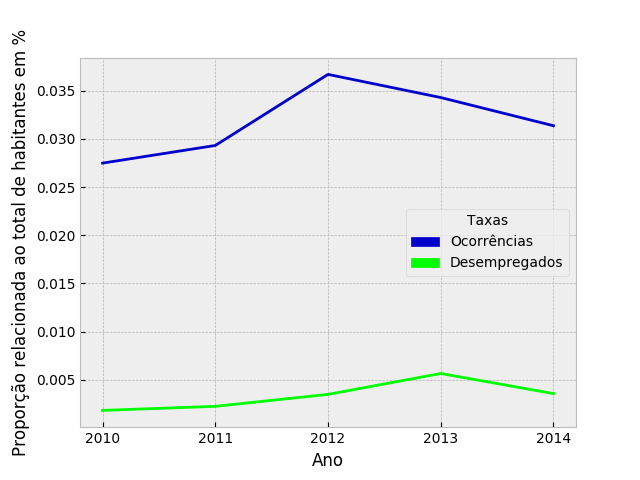 Proporção relacionada ao total de habitantes em %
0.035
0.030
0.025
0.020
0.015
0.010
0.005
Taxas
Ocorrências
Desempregados
2010 2011 2012 2013 2014
Ano